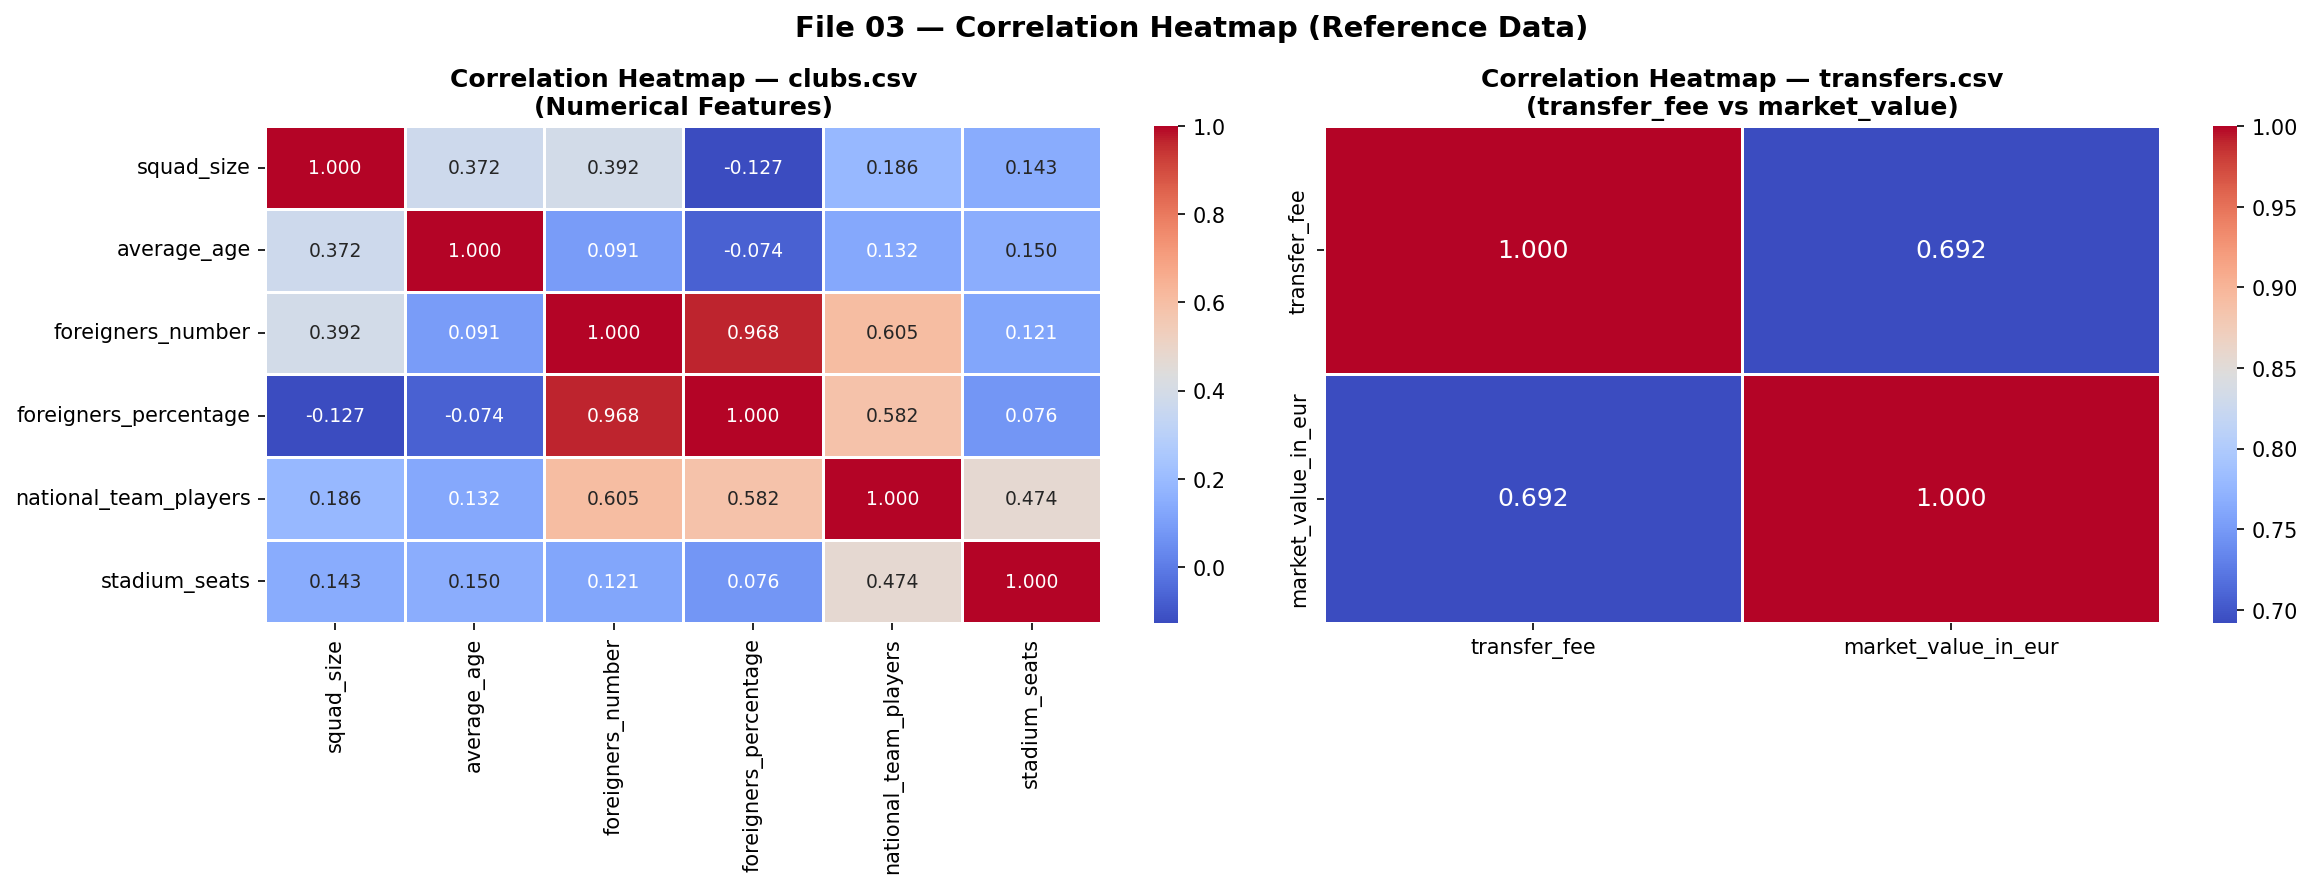 File 03 — Correlation Heatmap (Reference Data)
Correlation Heatmap — clubs.csv
(Numerical Features)
squad_size 1.000 0.372 0.392 -0.127 0.186 0.143
average_age 0.372 1.000 0.091 -0.074 0.132 0.150
foreigners_number 0.392 0.091 1.000 0.968 0.605 0.121
foreigners_percentage -0.127 -0.074 0.968 1.000 0.582 0.076
national_team_players 0.186 0.132 0.605 0.582 1.000 0.474
stadium_seats 0.143 0.150 0.121 0.076 0.474 1.000
squad_size
average_age
foreigners_number
foreigners_percentage
national_team_players
stadium_seats
1.0
0.8
0.6
0.4
0.2
0.0
Correlation Heatmap — transfers.csv
(transfer_fee vs market_value)
transfer_fee 1.000 0.692
market_value_in_eur 0.692 1.000
transfer_fee market_value_in_eur
1.00
0.95
0.90
0.85
0.80
0.75
0.70